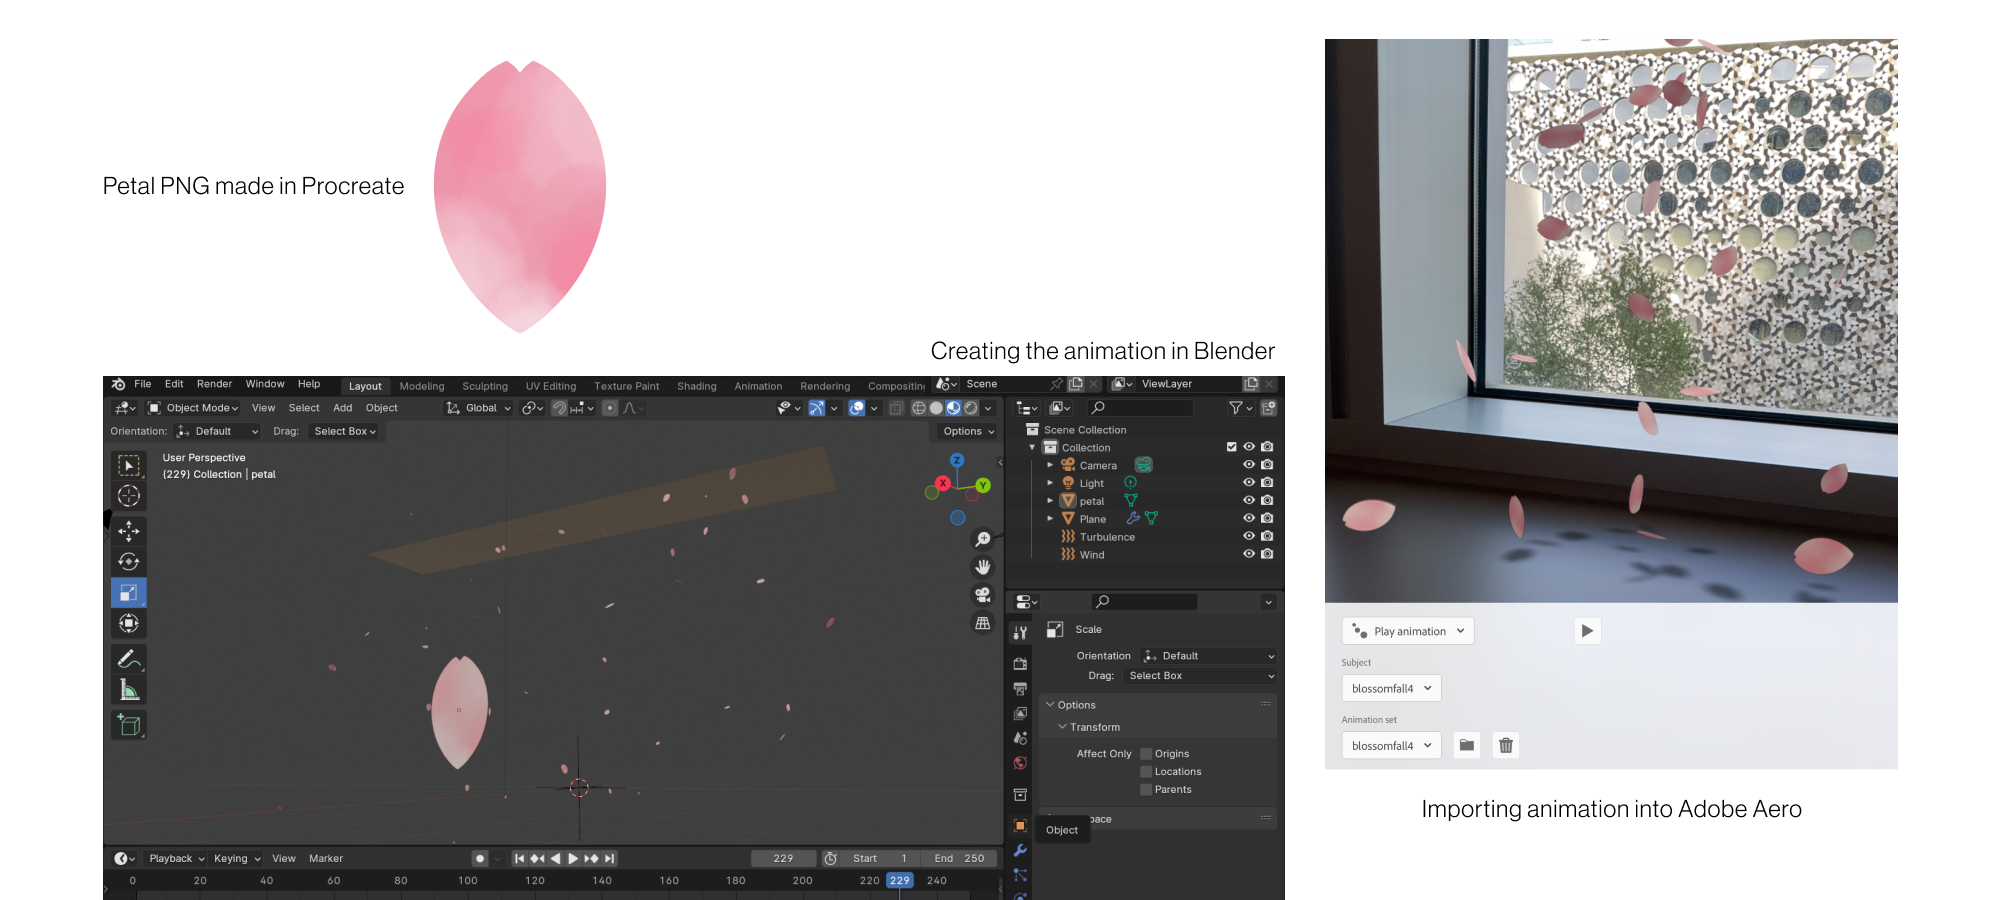 Petal PNG made in Procreate
Creating the animation in Blender
File Edit Render Window Help Layout Modeling Sculpting UV Editing Texture Paint Shading Animation Rendering Scene ViewLayer
Object Mode View Select Add Object Global
Orientation: Default Drag: Select Box Options
User Perspective
(229) Collection | petal
Z
X
Y
Scene Collection
Collection
Camera
Light
petal
Plane
Turbulence
Wind
Scale
Orientation Default
Drag: Select Box
Options
Transform
Affect Only Origins
Locations
Parents
Object
Playback Keying View Marker 229 Start 1 End 250
0 20 40 60 80 100 120 140 160 180 200 220 229 240
Play animation
Subject
blossomfall4
Animation set
blossomfall4
Importing animation into Adobe Aero